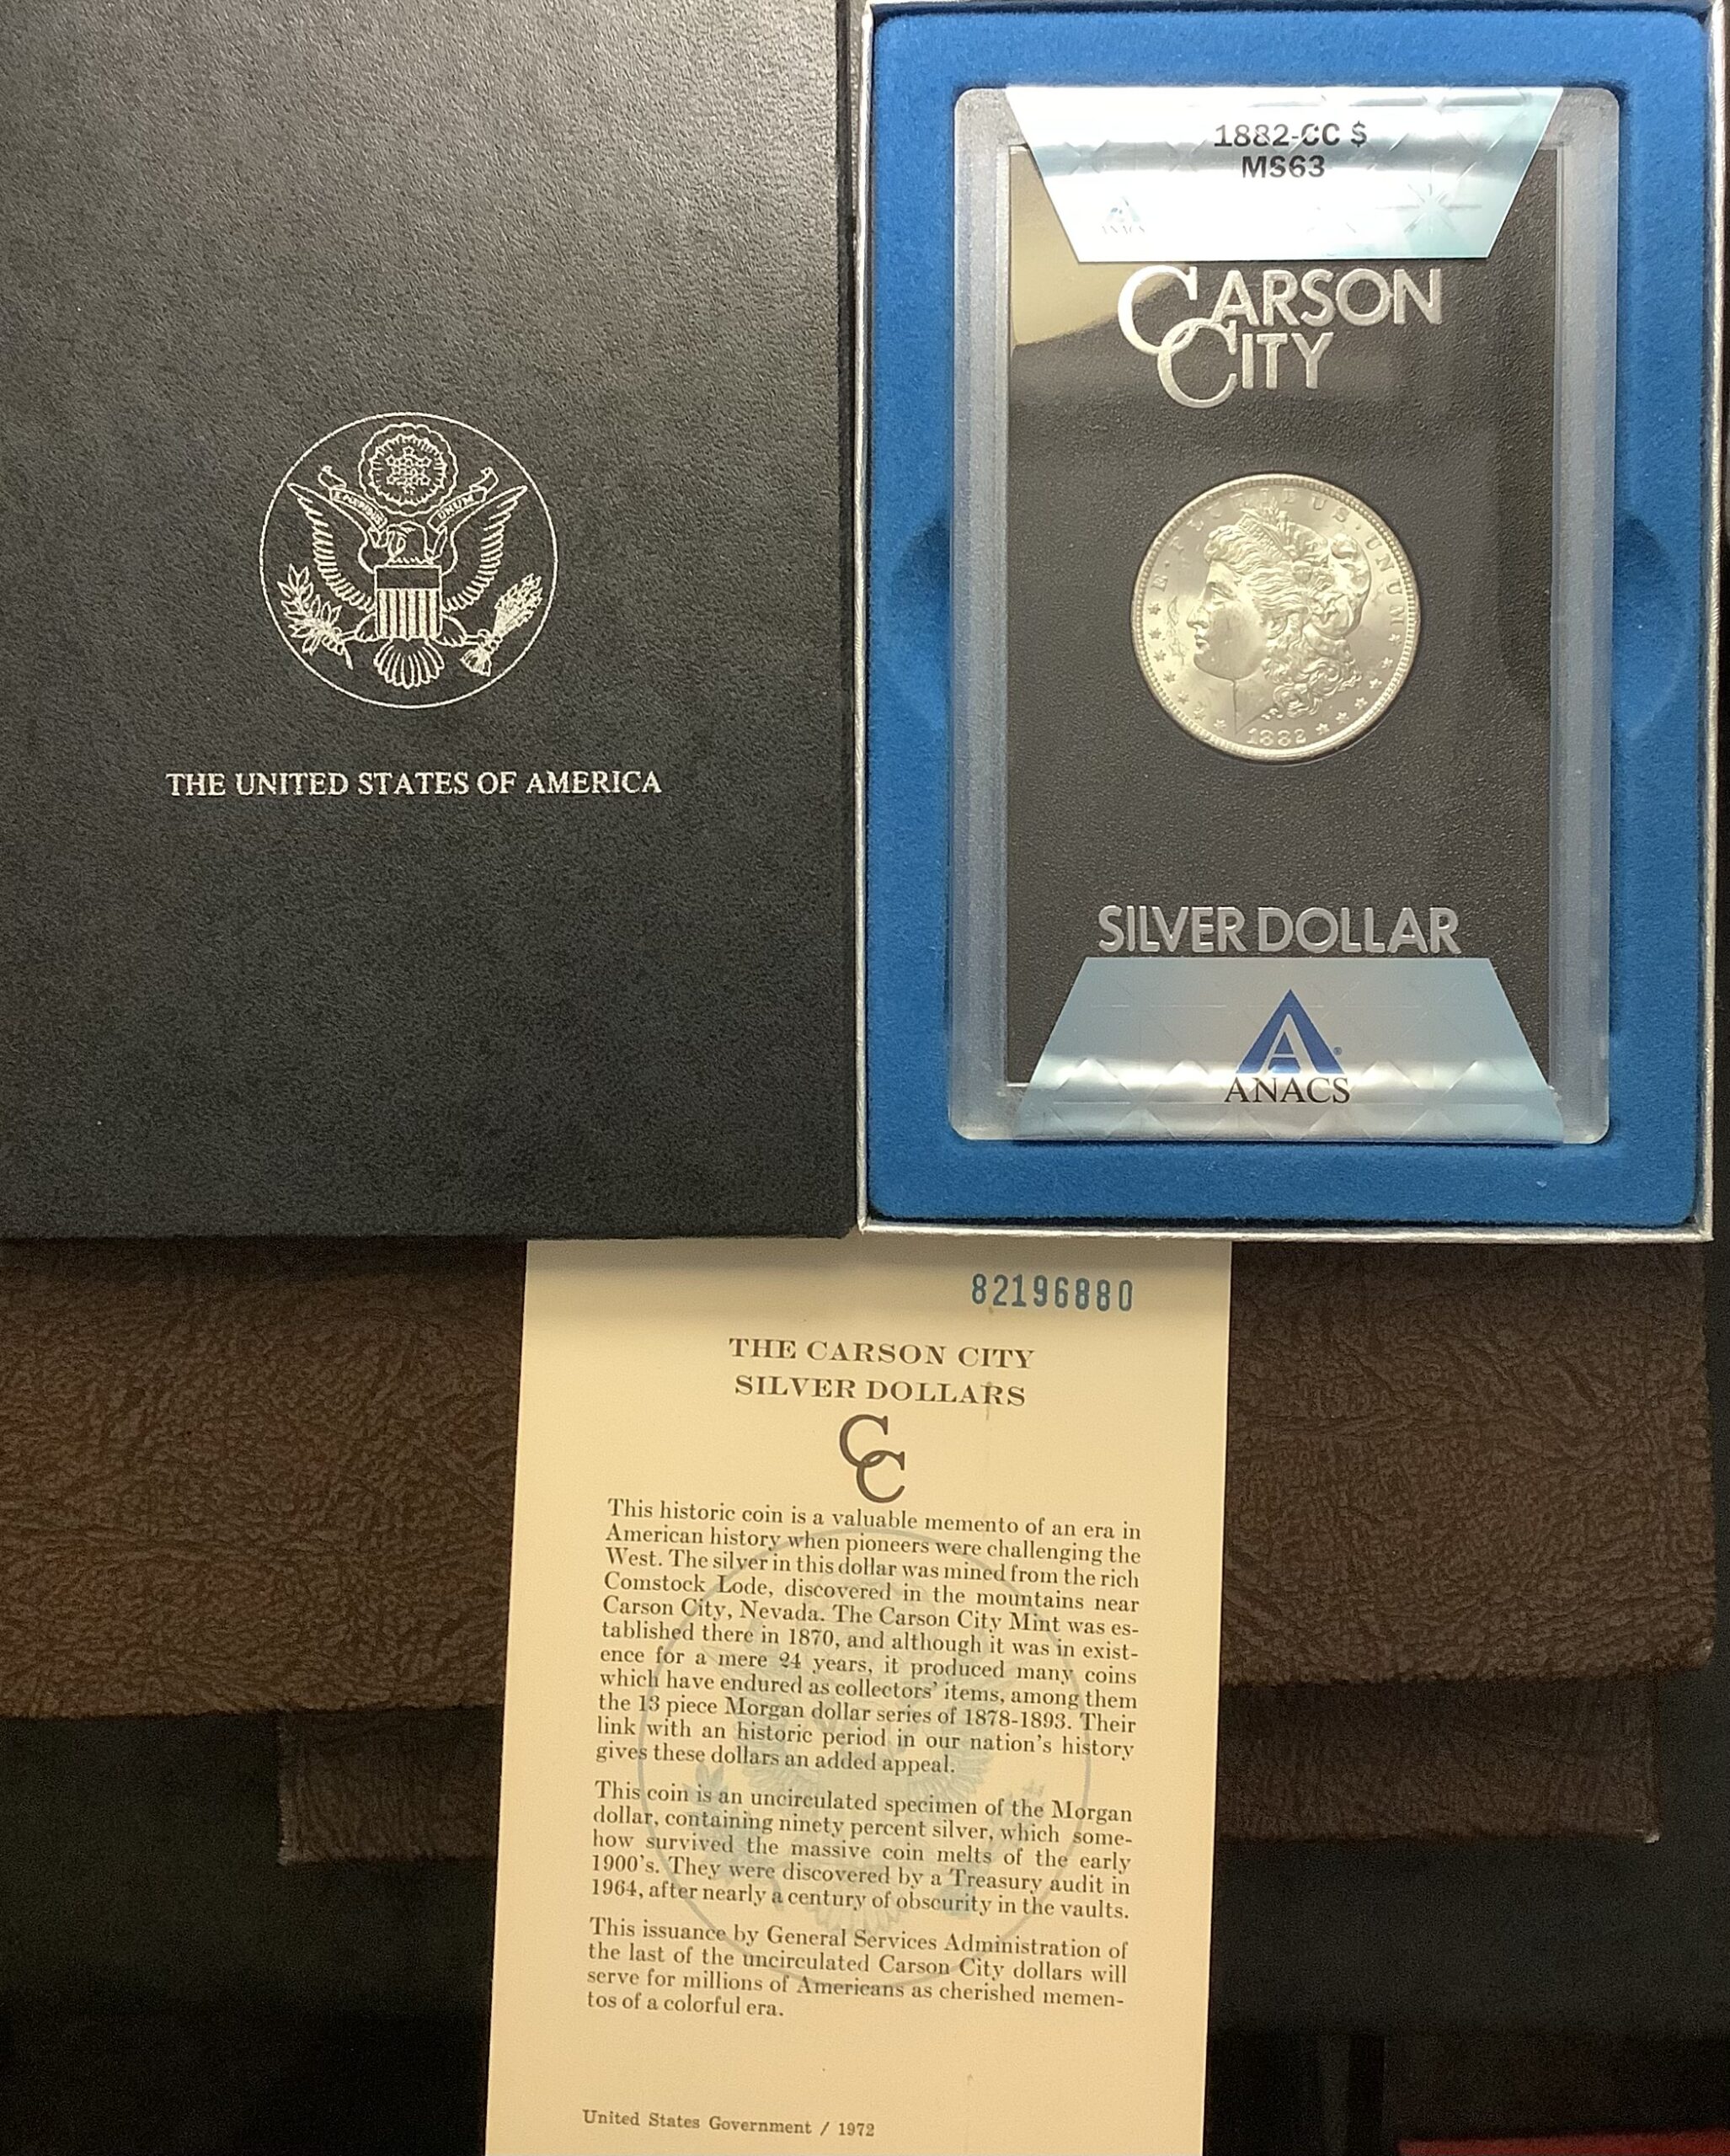 UNUM
THE UNITED STATES OF AMERICA
1882-CC $
MS63
ANACS
CARSON
CITY
E·PLURIBUS·UNUM
1882
SILVER DOLLAR
A®
ANACS
82196880
THE CARSON CITY
SILVER DOLLARS
CC
This historic coin is a valuable memento of an era in
American history when pioneers were challenging the
West. The silver in this dollar was mined from the rich
Comstock Lode, discovered in the mountains near
Carson City, Nevada. The Carson City Mint was es-
tablished there in 1870, and although it was in exist-
ence for a mere 24 years, it produced many coins
which have endured as collectors' items, among them
the 13 piece Morgan dollar series of 1878-1893. Their
link with an historic period in our nation's history
gives these dollars an added appeal.
This coin is an uncirculated specimen of the Morgan
dollar, containing ninety percent silver, which some-
how survived the massive coin melts of the early
1900's. They were discovered by a Treasury audit in
1964, after nearly a century of obscurity in the vaults.
This issuance by General Services Administration of
the last of the uncirculated Carson City dollars will
serve for millions of Americans as cherished memen-
tos of a colorful era.
United States Government / 1972